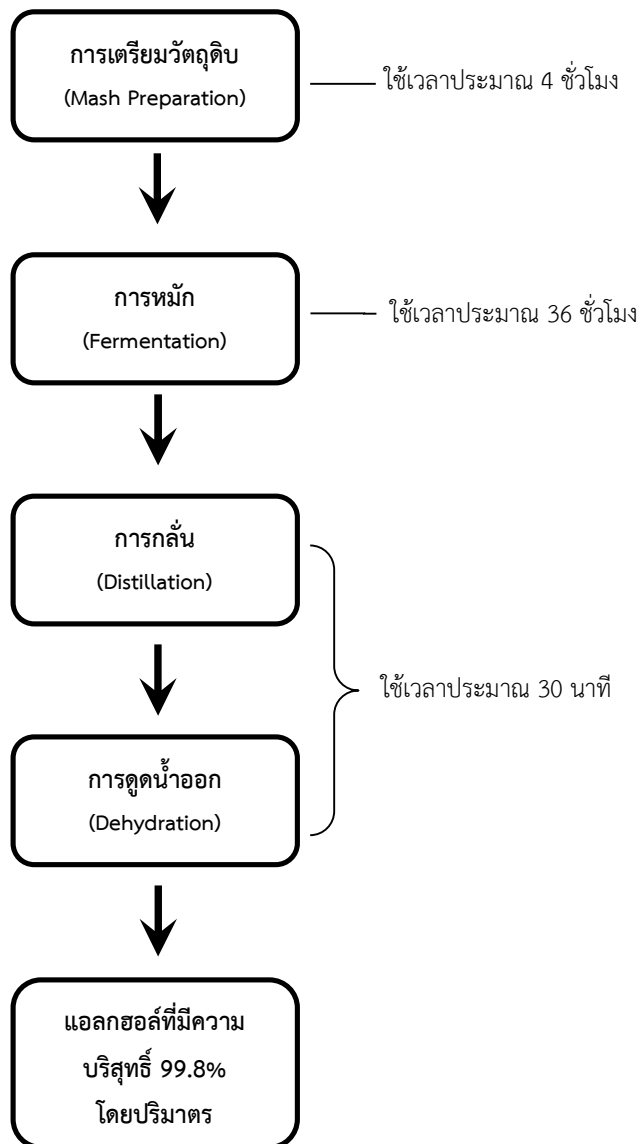 การเตรียมวัตถุดิบ
(Mash Preparation)
ใช้เวลาประมาณ 4 ชั่วโมง
การหมัก
(Fermentation)
ใช้เวลาประมาณ 36 ชั่วโมง
การกลั่น
(Distillation)
ใช้เวลาประมาณ 30 นาที
การดูดน้ำออก
(Dehydration)
แอลกฮอล์ที่มีความ
บริสุทธิ์ 99.8%
โดยปริมาตร